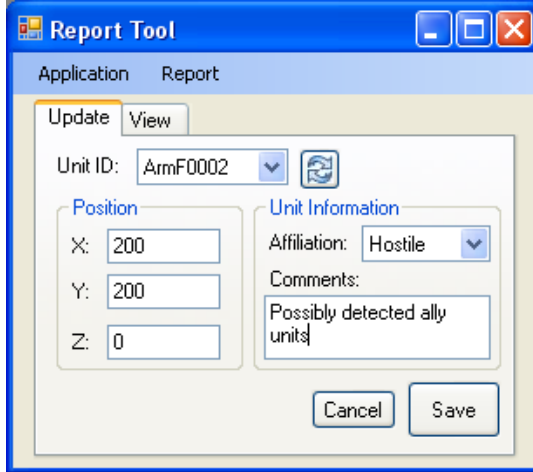 Report Tool
Application Report
Update View
Unit ID: ArmF0002
Position
X: 200
Y: 200
Z: 0
Unit Information
Affiliation: Hostile
Comments:
Possibly detected ally
units
Cancel Save